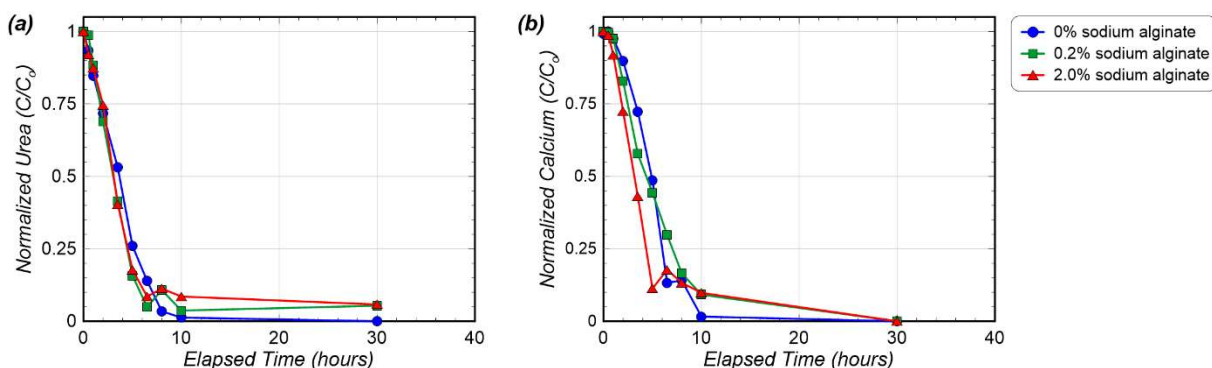 (a)
Normalized Urea (C/Cₒ)
1
0.75
0.5
0.25
0
0
10
20
30
40
Elapsed Time (hours)
(b)
Normalized Calcium (C/Cₒ)
1
0.75
0.5
0.25
0
0
10
20
30
40
Elapsed Time (hours)
0% sodium alginate
0.2% sodium alginate
2.0% sodium alginate